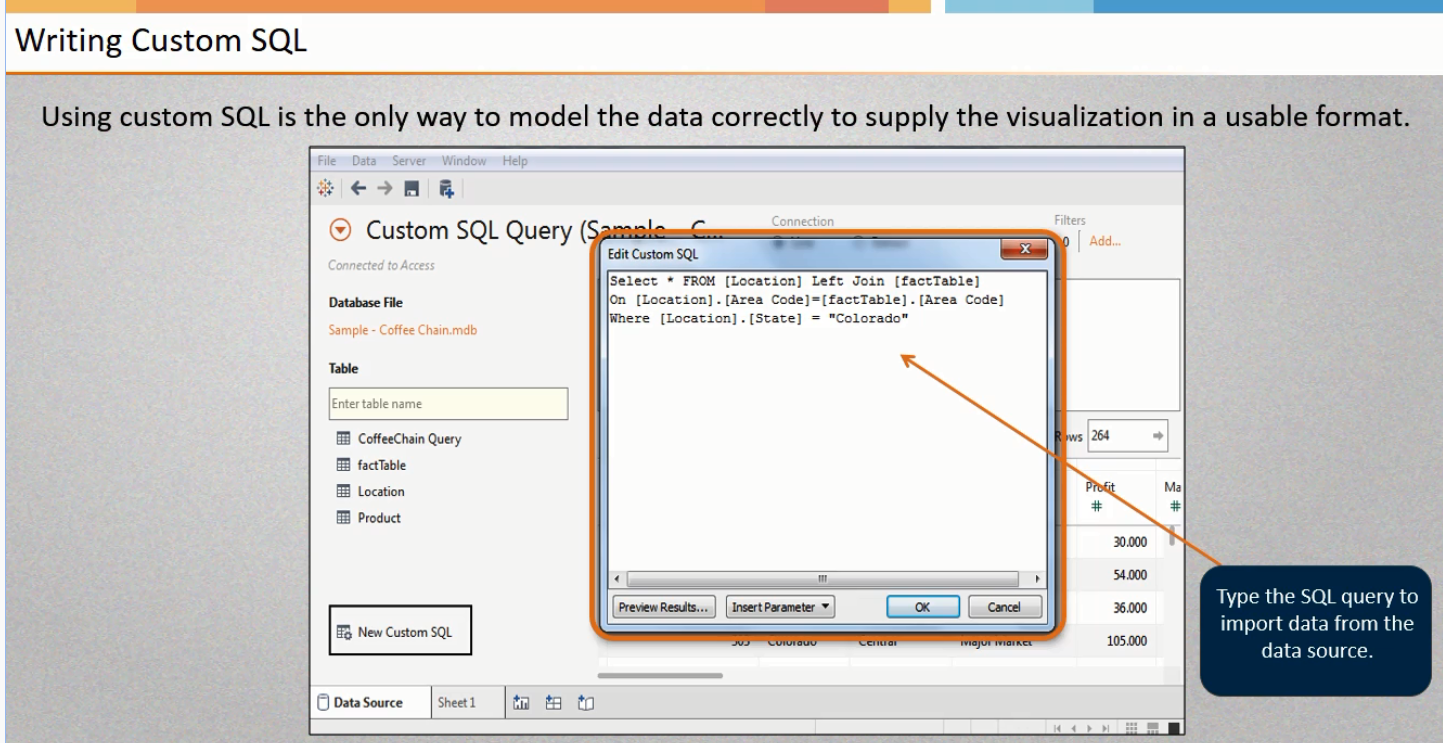 Writing Custom SQL
Using custom SQL is the only way to model the data correctly to supply the visualization in a usable format.
File Data Server Window Help
Custom SQL Query (Sample - C...
Connection
Filters
0 Add...
Connected to Access
Database File
Sample - Coffee Chain.mdb
Table
Enter table name
CoffeeChain Query
factTable
Location
Product
New Custom SQL
Edit Custom SQL
Select * FROM [Location] Left Join [factTable]
On [Location].[Area Code]=[factTable].[Area Code]
Where [Location].[State] = "Colorado"
Preview Results...
Insert Parameter
OK
Cancel
Rows 264
Profit
Ma
#
#
30.000
54.000
36.000
303 Colorado Central Major Market 105.000
Type the SQL query to
import data from the
data source.
Data Source
Sheet 1